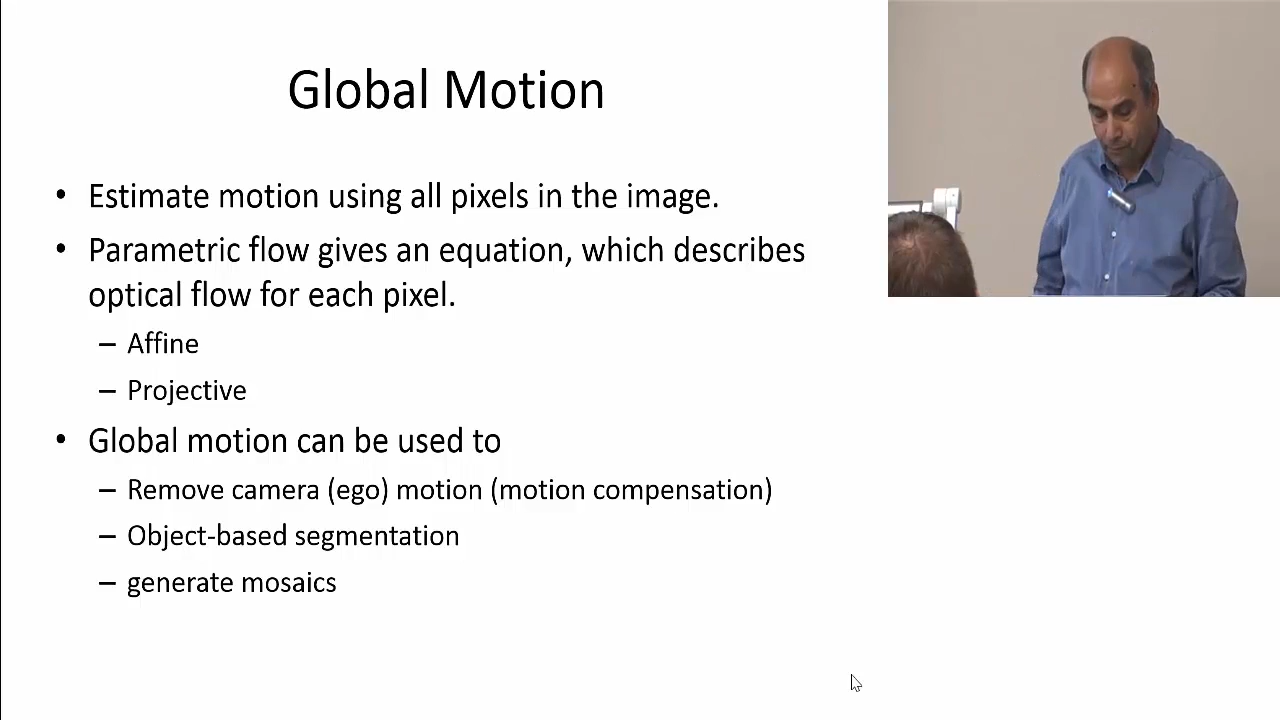 Global Motion
• Estimate motion using all pixels in the image.
• Parametric flow gives an equation, which describes
optical flow for each pixel.
– Affine
– Projective
• Global motion can be used to
– Remove camera (ego) motion (motion compensation)
– Object-based segmentation
– generate mosaics